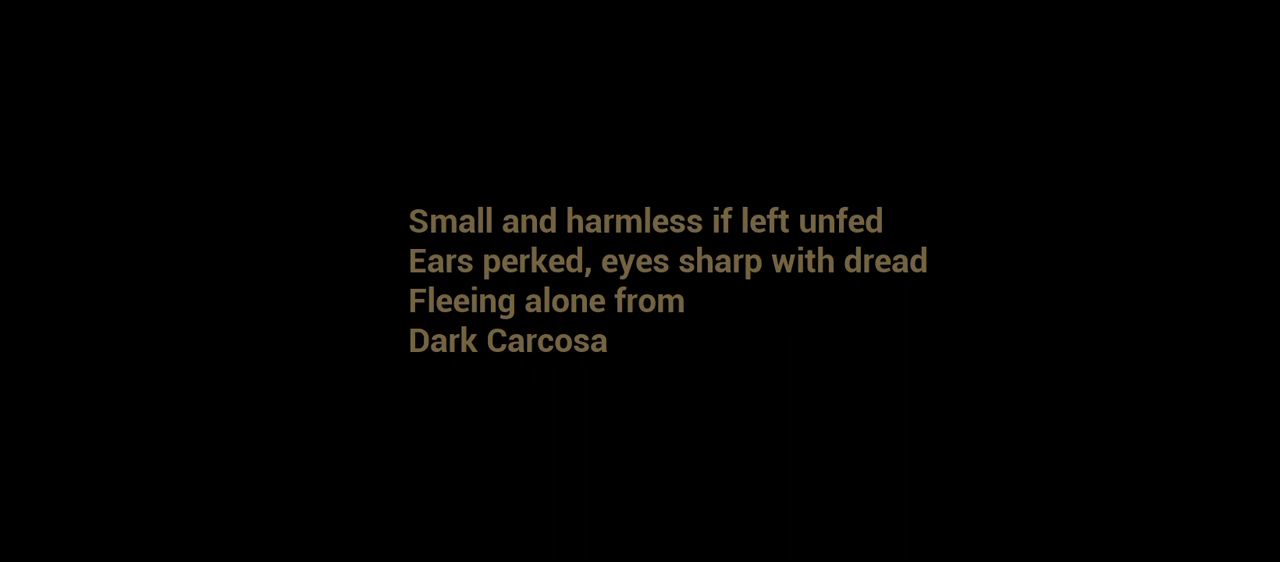 Small and harmless if left unfed
Ears perked, eyes sharp with dread
Fleeing alone from
Dark Carcosa